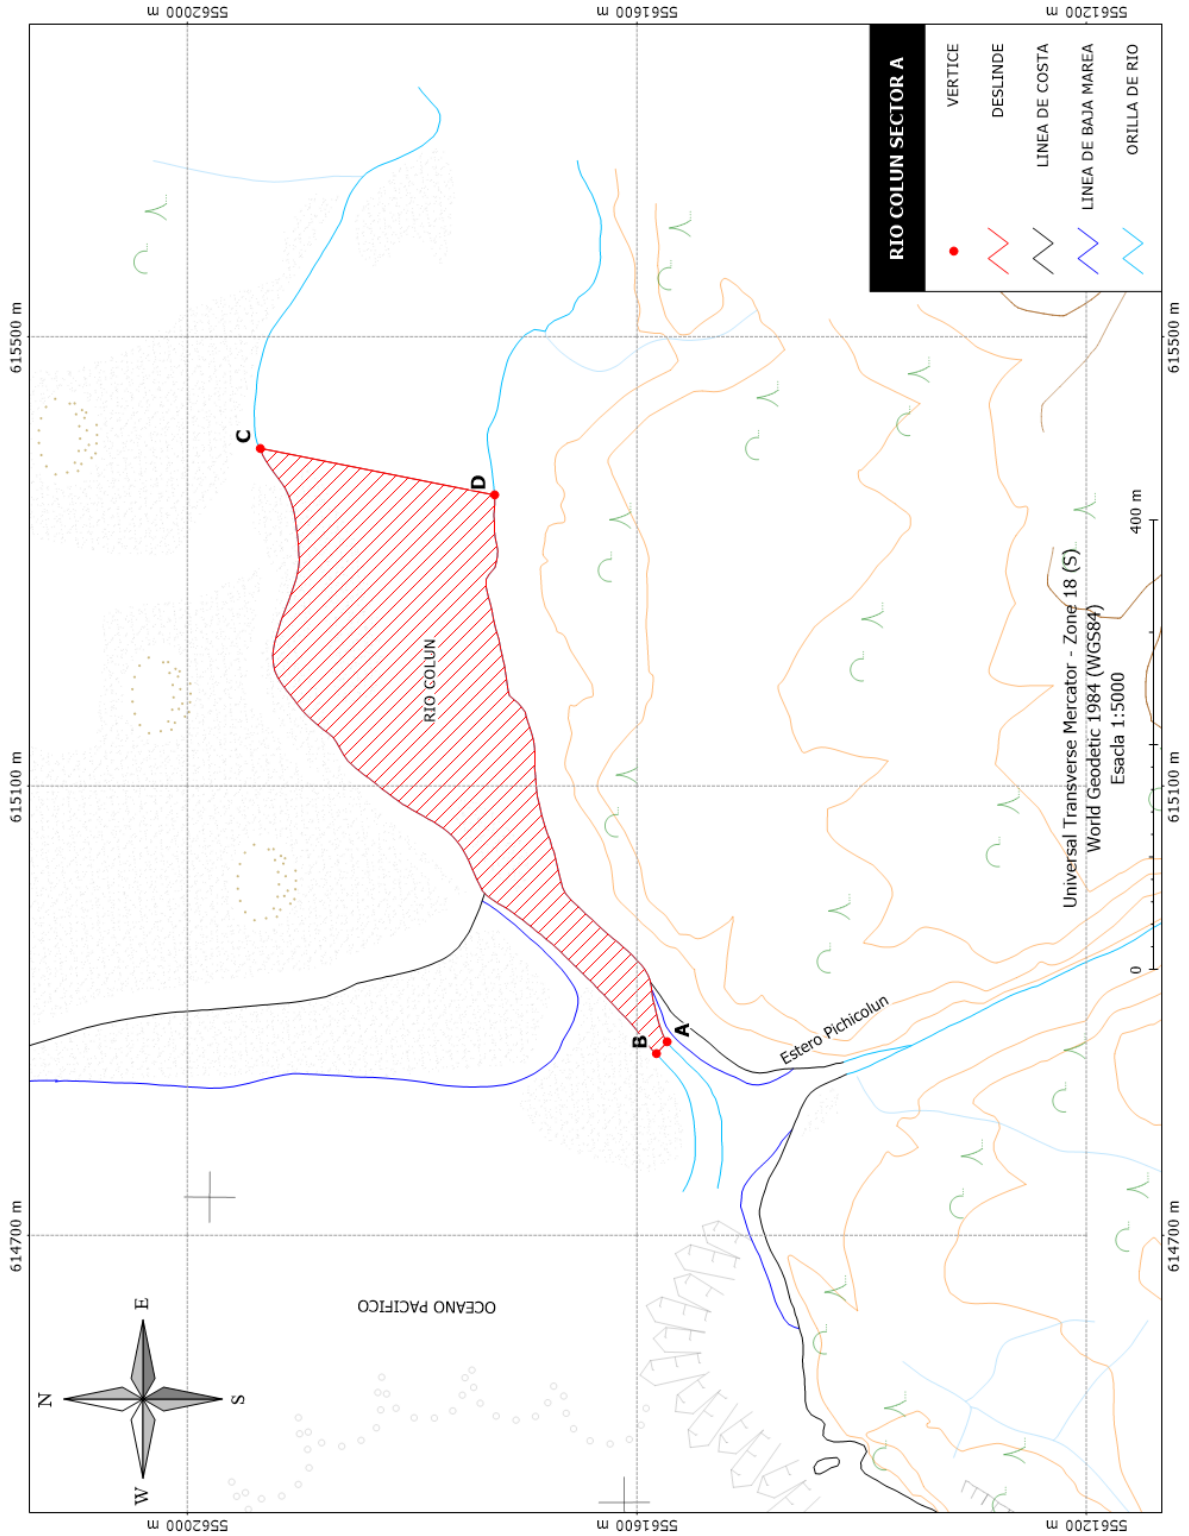 614700 m
615100 m
615500 m
5562000 m
5561600 m
5561200 m
N
W
E
S
OCEANO PACIFICO
B
A
C
D
RIO COLUN
Estero Pichicolun
RIO COLUN SECTOR A
VERTICE
DESLINDE
LINEA DE COSTA
LINEA DE BAJA MAREA
ORILLA DE RIO
Universal Transverse Mercator - Zone 18 (S)
World Geodetic 1984 (WGS84)
Esacla 1:5000
0
400 m
5562000 m
5561600 m
5561200 m
614700 m
615100 m
615500 m